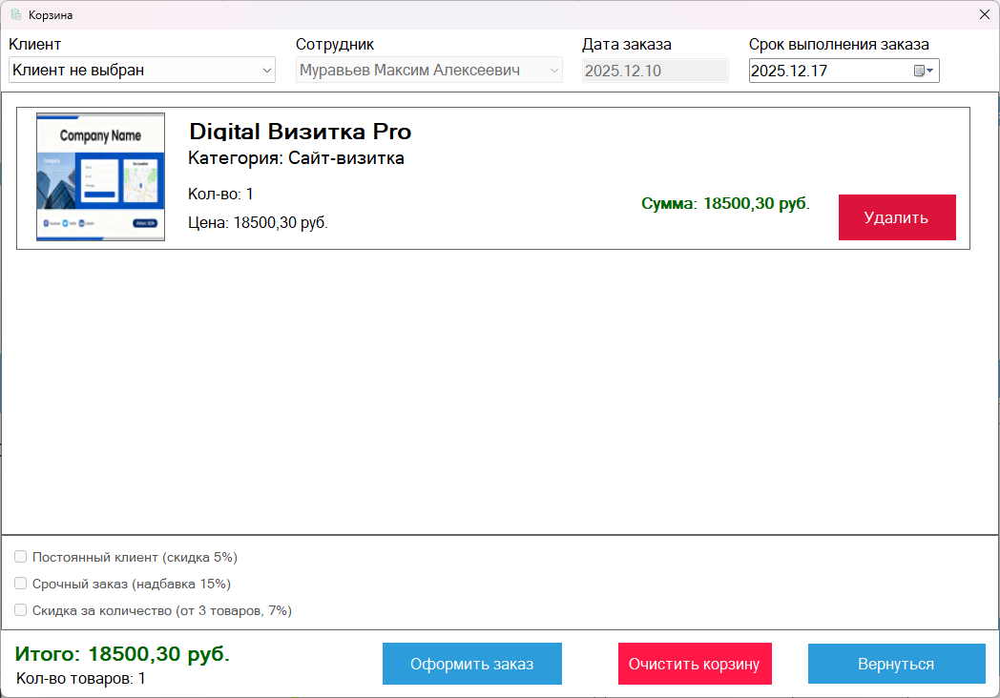 Корзина
Клиент
Сотрудник
Дата заказа
Срок выполнения заказа
Клиент не выбран
Муравьев Максим Алексеевич
2025.12.10
2025.12.17
Company Name
Digital Визитка Pro
Категория: Сайт-визитка
Кол-во: 1
Цена: 18500,30 руб.
Сумма: 18500,30 руб.
Удалить
Постоянный клиент (скидка 5%)
Срочный заказ (надбавка 15%)
Скидка за количество (от 3 товаров, 7%)
Итого: 18500,30 руб.
Кол-во товаров: 1
Оформить заказ
Очистить корзину
Вернуться